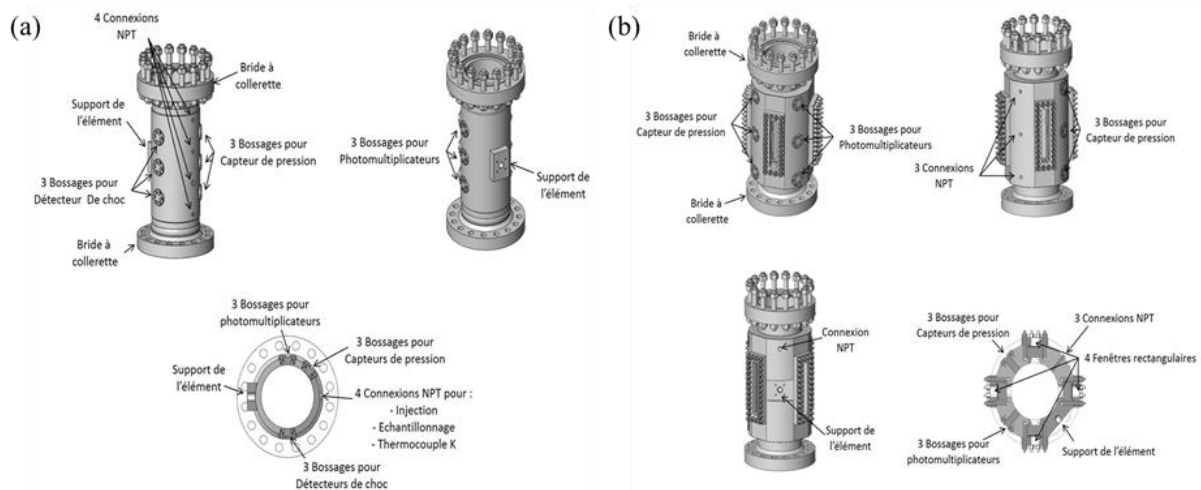 (a)
4 Connexions
NPT
Bride à
collerette
Support de
l'élément
3 Bossages pour
Capteur de pression
3 Bossages pour
Détecteur De choc
Bride à
collerette
3 Bossages pour
Photomultiplicateurs
Support de
l'élément
3 Bossages pour
photomultiplicateurs
3 Bossages pour
Capteurs de pression
Support de
l'élément
4 Connexions NPT pour :
- Injection
- Echantillonnage
- Thermocouple K
3 Bossages pour
Détecteurs de choc
(b)
Bride à
collerette
3 Bossages pour
Capteur de pression
3 Bossages pour
Photomultiplicateurs
Bride à
collerette
3 Bossages pour
Capteur de pression
3 Connexions
NPT
Connexion
NPT
Support de
l'élément
3 Bossages pour
Capteurs de pression
3 Connexions NPT
4 Fenêtres rectangulaires
3 Bossages pour
photomultiplicateurs
Support de l'élément